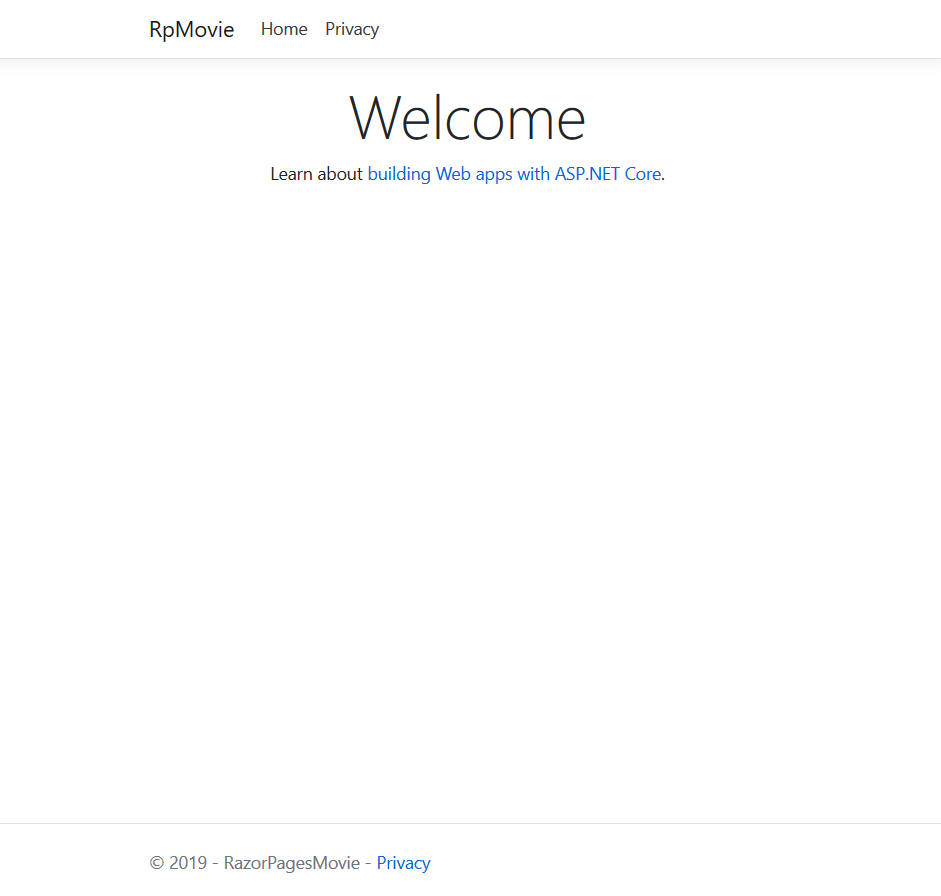 RpMovie Home Privacy
Welcome
Learn about building Web apps with ASP.NET Core.
© 2019 - RazorPagesMovie - Privacy